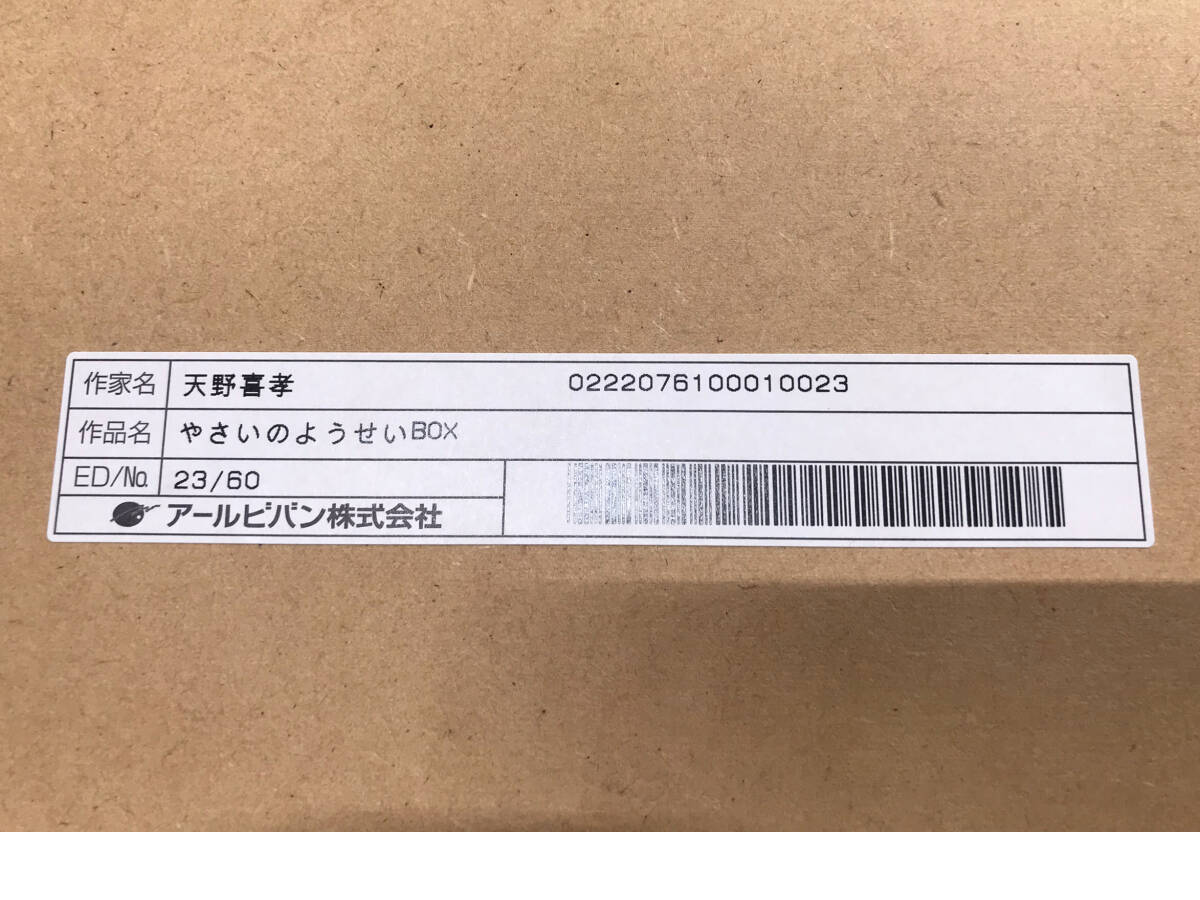 作家名 天野喜孝 0222076100010023
作品名 やさいのようせいBOX
ED/№ 23/60
アールビバン株式会社